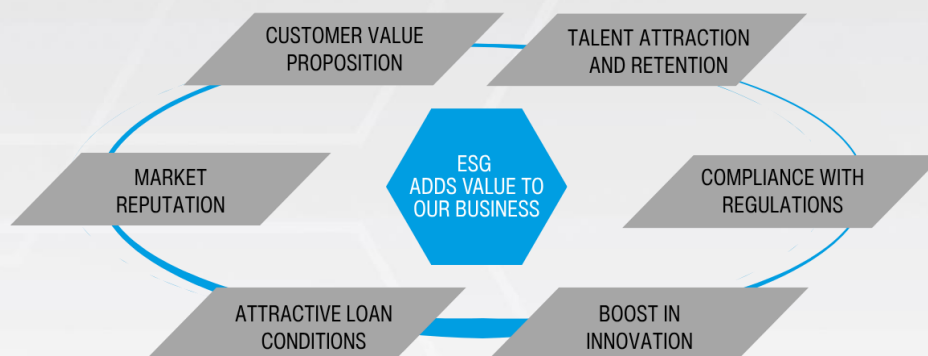 CUSTOMER VALUE
PROPOSITION
TALENT ATTRACTION
AND RETENTION
MARKET
REPUTATION
ESG
ADDS VALUE TO
OUR BUSINESS
COMPLIANCE WITH
REGULATIONS
ATTRACTIVE LOAN
CONDITIONS
BOOST IN
INNOVATION